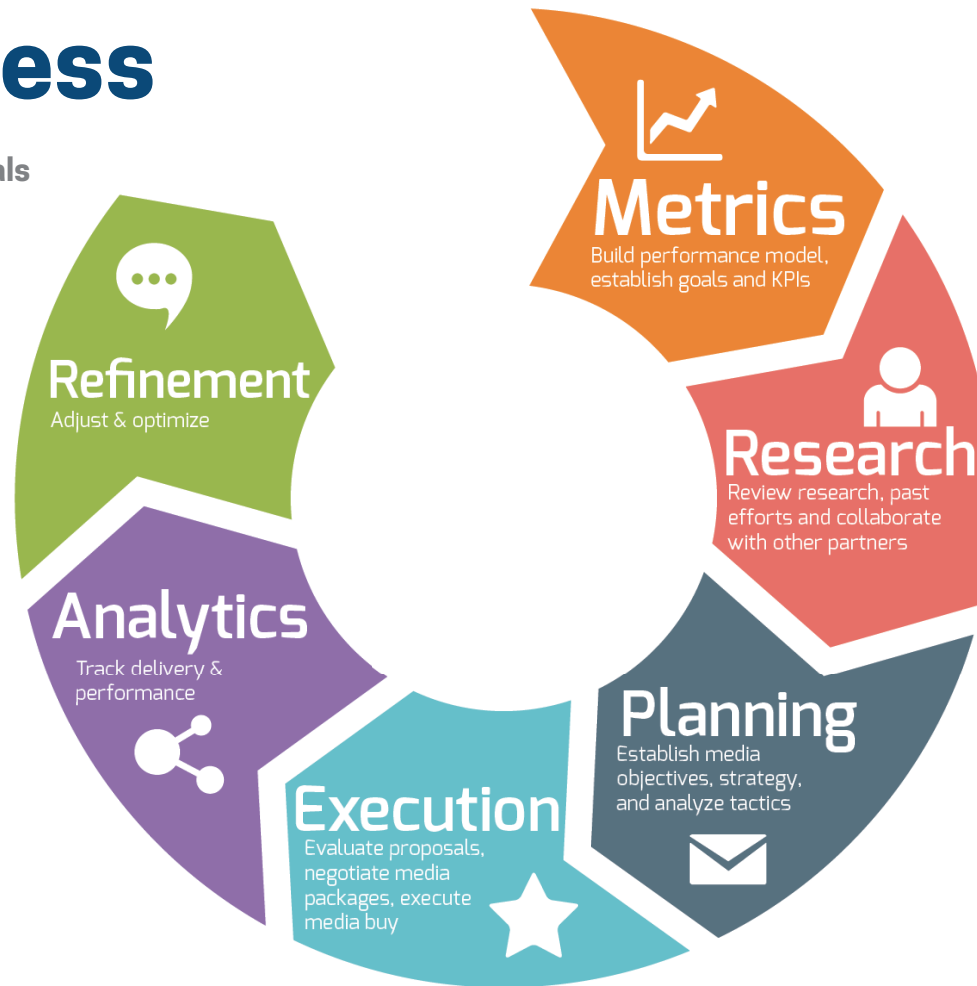 ess
als
Metrics
Build performance model,
establish goals and KPIs
Research
Review research, past
efforts and collaborate
with other partners
Planning
Establish media
objectives, strategy,
and analyze tactics
Execution
Evaluate proposals,
negotiate media
packages, execute
media buy
Analytics
Track delivery &
performance
Refinement
Adjust & optimize